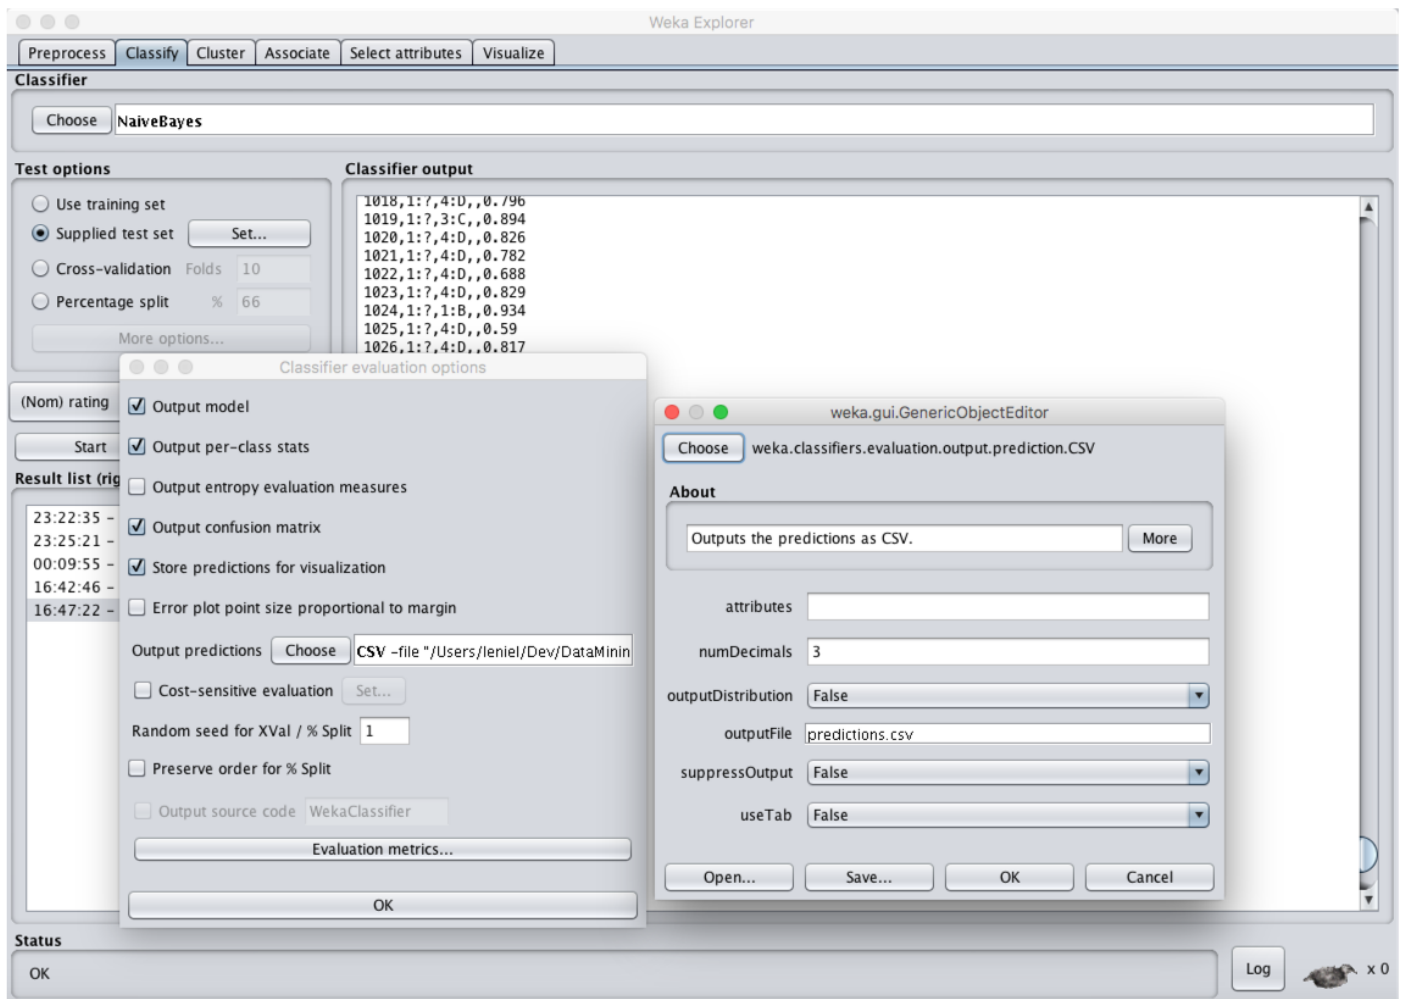 Weka Explorer
Preprocess Classify Cluster Associate Select attributes Visualize
Classifier
Choose NaiveBayes
Test options
Use training set
Supplied test set Set...
Cross-validation Folds 10
Percentage split % 66
More options...
(Nom) rating
Start
Result list (rig
23:22:35 -
23:25:21 -
00:09:55 -
16:42:46 -
16:47:22 -
Classifier output
1018,1:?,4:D,,0.796
1019,1:?,3:C,,0.894
1020,1:?,4:D,,0.826
1021,1:?,4:D,,0.782
1022,1:?,4:D,,0.688
1023,1:?,4:D,,0.829
1024,1:?,1:B,,0.934
1025,1:?,4:D,,0.59
1026,1:?,4:D,,0.817
Classifier evaluation options
Output model
Output per-class stats
Output entropy evaluation measures
Output confusion matrix
Store predictions for visualization
Error plot point size proportional to margin
Output predictions Choose CSV -file "/Users/leniel/Dev/DataMinin
Cost-sensitive evaluation Set...
Random seed for XVal / % Split 1
Preserve order for % Split
Output source code WekaClassifier
Evaluation metrics...
OK
weka.gui.GenericObjectEditor
Choose weka.classifiers.evaluation.output.prediction.CSV
About
Outputs the predictions as CSV. More
attributes
numDecimals 3
outputDistribution False
outputFile predictions.csv
suppressOutput False
useTab False
Open... Save... OK Cancel
Status
OK
Log x 0